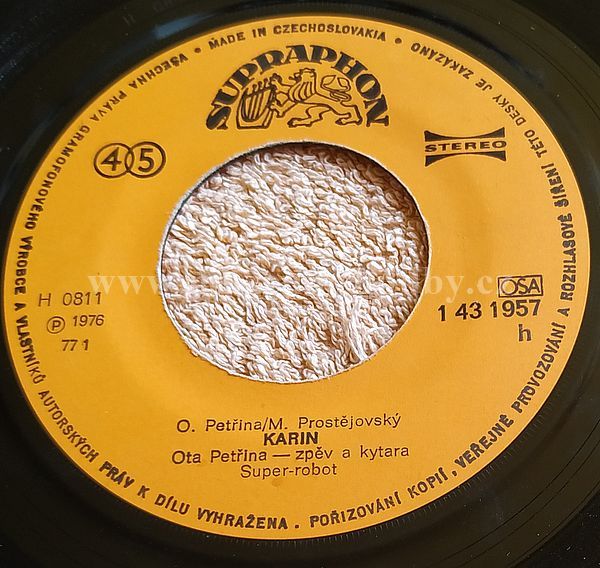 VŠECHNA PRÁVA GRAMOFONOVÉHO VÝROBCE A VLASTNÍKŮ AUTORSKÝCH PRÁV K DÍLU VYHRAŽENA. POŘIZOVÁNÍ KOPIÍ, VEŘEJNÉ PROVOZOVÁNÍ A ROZHLASOVÉ ŠÍŘENÍ TÉTO DESKY JE ZAKÁZÁNO • MADE IN CZECHOSLOVAKIA •
SUPRAPHON
45
STEREO
OSA
H 0811
1 43 1957
℗ 1976
h
77 1
O. Petřina/M. Prostějovský
KARIN
Ota Petřina — zpěv a kytara
Super-robot